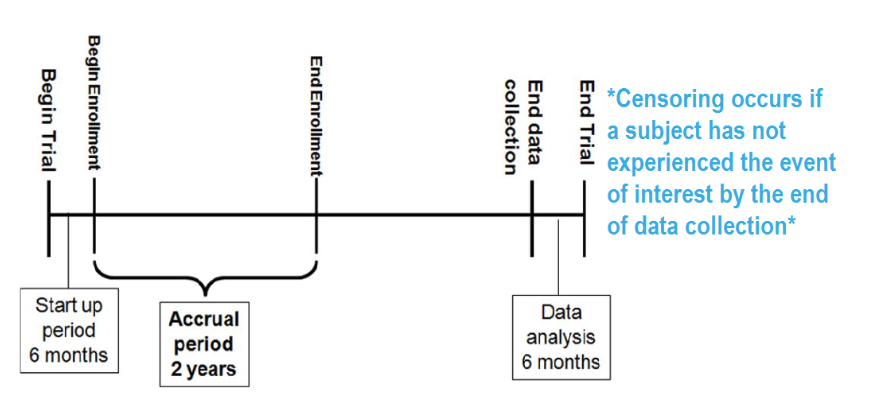 Begin Trial
BegIn Enrollment
End Enrollment
End data
collection
End Trial
*Censoring occurs if
a subject has not
experienced the event
of interest by the end
of data collection*
Start up
period
6 months
Accrual
period
2 years
Data
analysis
6 months